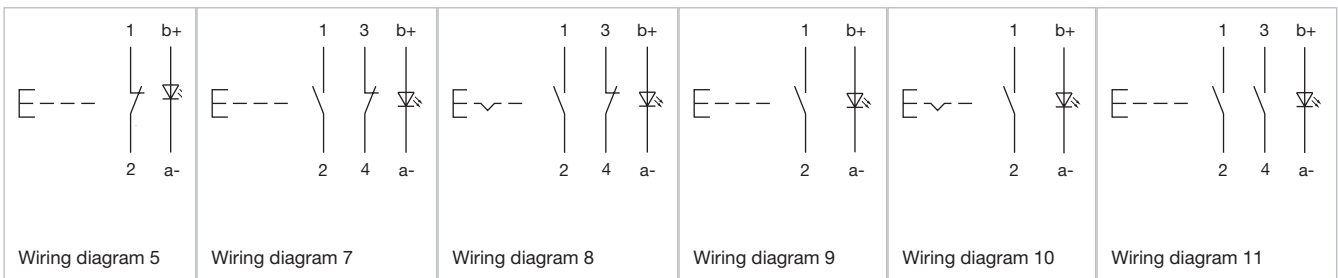 1 b+
2 a-
Wiring diagram 5
1 3 b+
2 4 a-
Wiring diagram 7
1 3 b+
2 4 a-
Wiring diagram 8
1 b+
2 a-
Wiring diagram 9
1 b+
2 a-
Wiring diagram 10
1 3 b+
2 4 a-
Wiring diagram 11